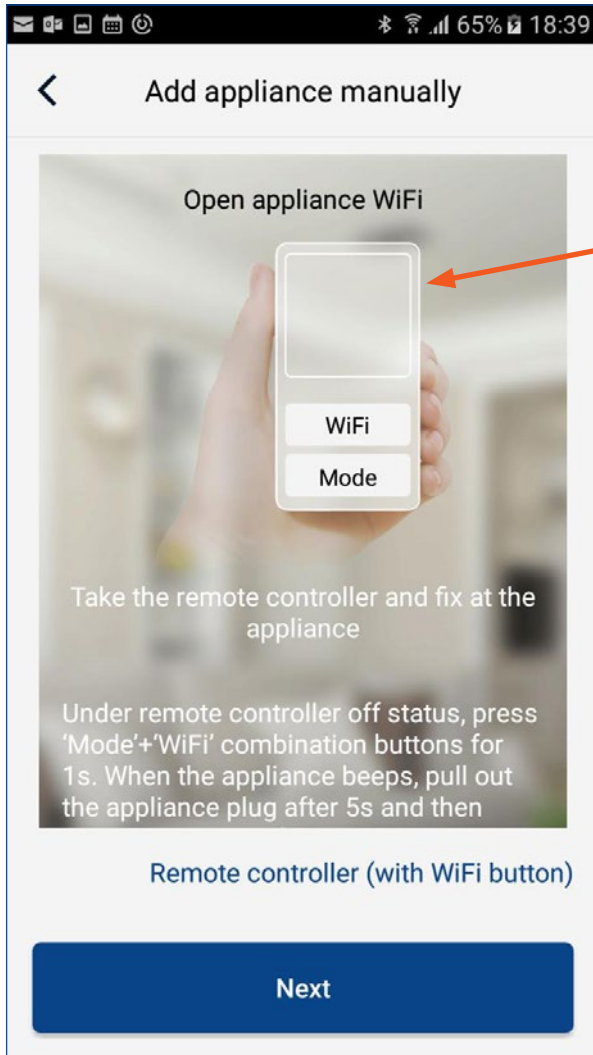 65% 18:39
Add appliance manually
Open appliance WiFi
WiFi
Mode
Take the remote controller and fix at the
appliance
Under remote controller off status, press
‘Mode’+‘WiFi’ combination buttons for
1s. When the appliance beeps, pull out
the appliance plug after 5s and then
Remote controller (with WiFi button)
Next